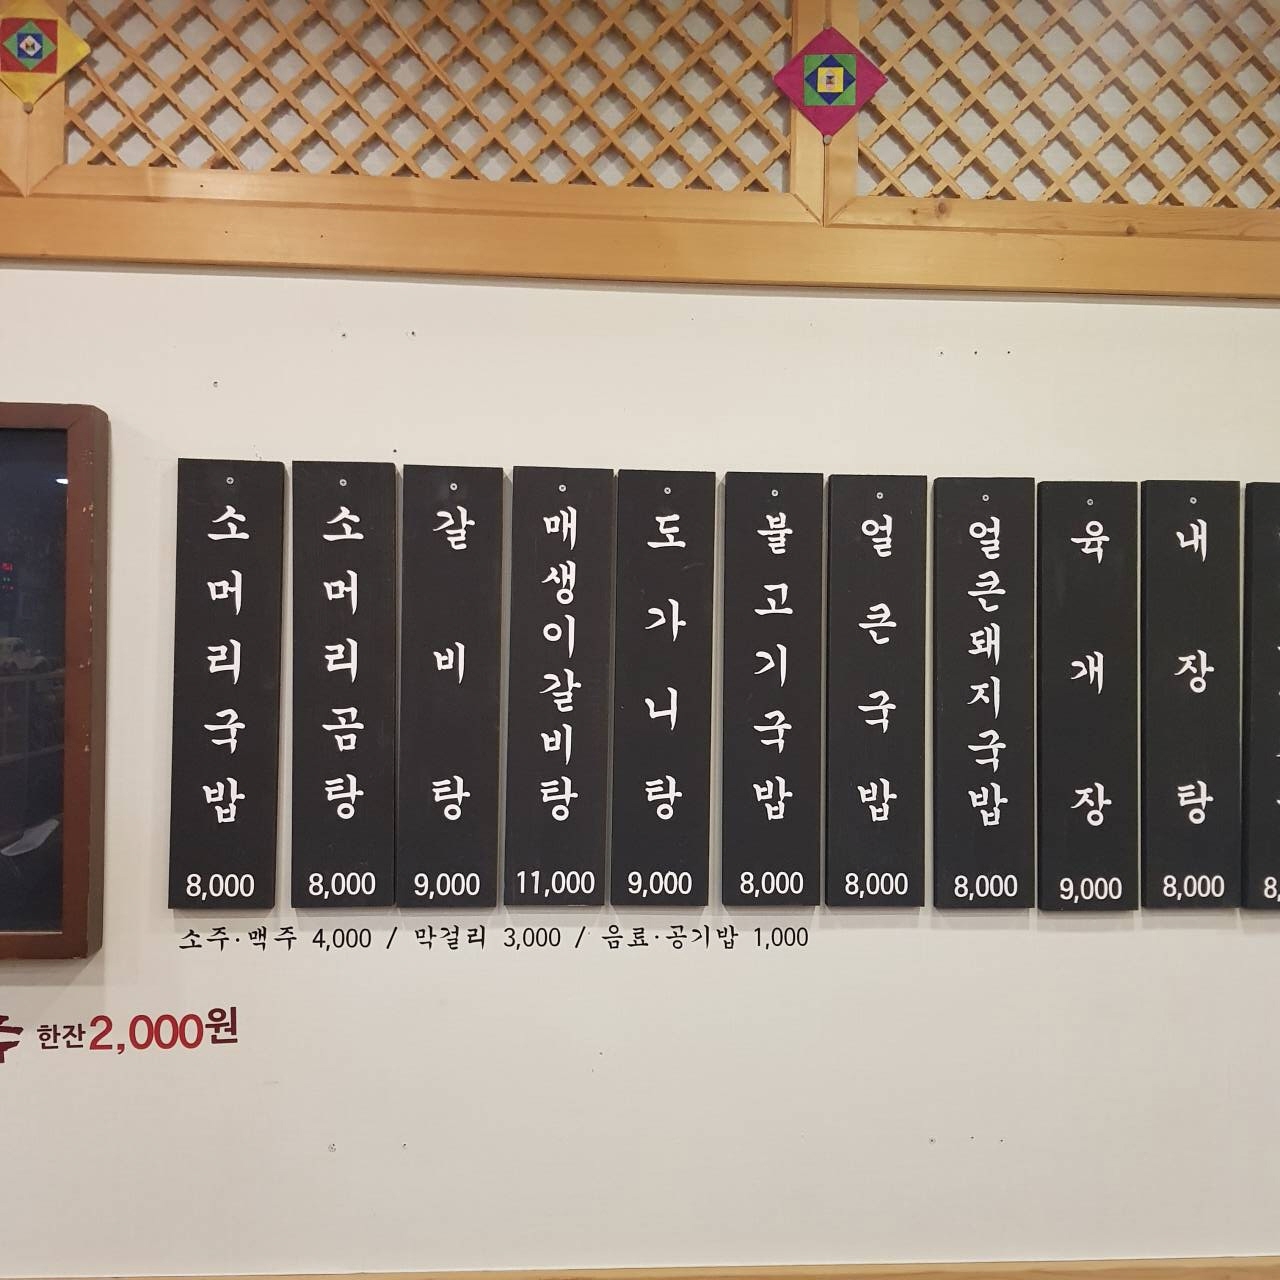 소머리국밥 8,000
소머리곰탕 8,000
갈비탕 9,000
매생이갈비탕 11,000
도가니탕 9,000
불고기국밥 8,000
얼큰국밥 8,000
얼큰돼지국밥 8,000
육개장 9,000
내장탕 8,000
8,
소주·맥주 4,000 / 막걸리 3,000 / 음료·공기밥 1,000
주 한잔2,000원